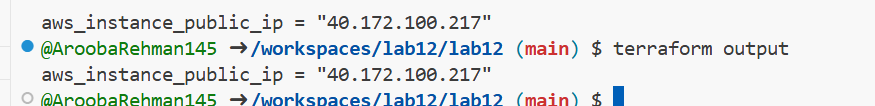 aws_instance_public_ip = "40.172.100.217"
@AroobaRehman145 ➜/workspaces/lab12/lab12 (main) $ terraform output
aws_instance_public_ip = "40.172.100.217"
@AroobaRehman145 ➜/workspaces/lab12/lab12 (main) $